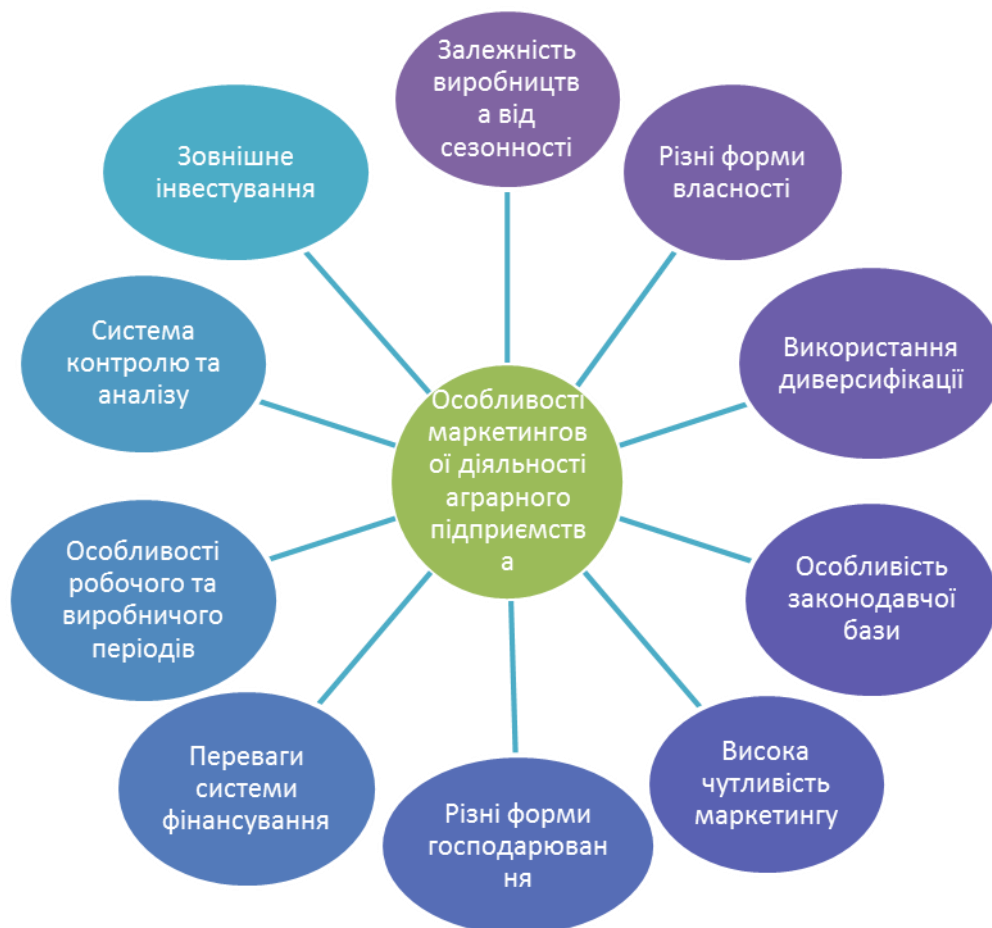 Залежність
виробництв
а від
сезонності
Різні форми
власності
Використання
диверсифікації
Особливість
законодавчої
бази
Висока
чутливість
маркетингу
Різні форми
господарюван
ня
Переваги
системи
фінансування
Особливості
робочого та
виробничого
періодів
Система
контролю та
аналізу
Зовнішнє
інвестування
Особливості
маркетингов
ої діяльності
аграрного
підприємств
а